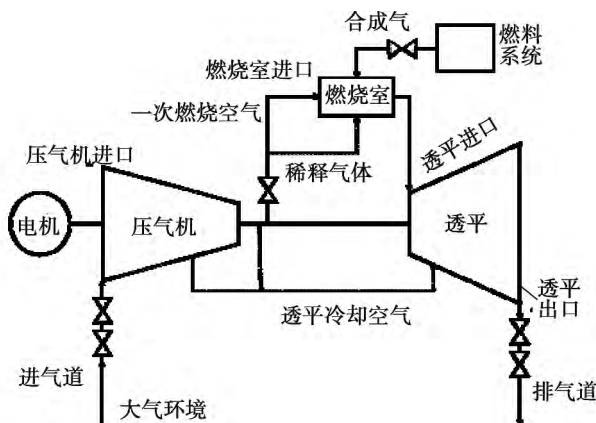 合成气
燃料
系统
燃烧室进口
燃烧室
一次燃烧空气
压气机进口
稀释气体
透平进口
电机
压气机
透平
透平冷却空气
透平
出口
进气道
大气环境
排气道